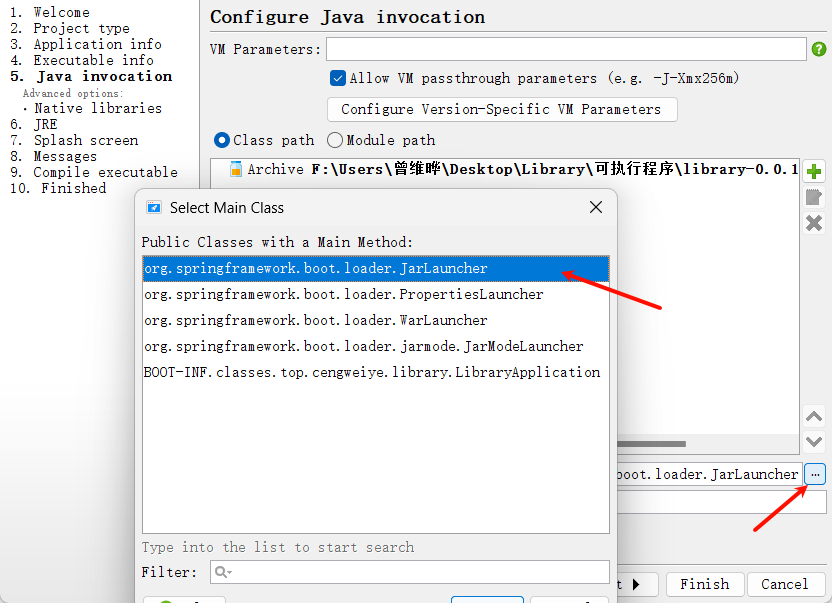 1. Welcome
2. Project type
3. Application info
4. Executable info
5. Java invocation
Advanced options:
· Native libraries
6. JRE
7. Splash screen
8. Messages
9. Compile executable
10. Finished
Configure Java invocation
VM Parameters:
Allow VM passthrough parameters (e.g. -J-Xmx256m)
Configure Version-Specific VM Parameters
Class path Module path
Archive F:\Users\曾维晔\Desktop\Library\可执行程序\library-0.0.1
Select Main Class
Public Classes with a Main Method:
org.springframework.boot.loader.JarLauncher
org.springframework.boot.loader.PropertiesLauncher
org.springframework.boot.loader.WarLauncher
org.springframework.boot.loader.jarmode.JarModeLauncher
BOOT-INF.classes.top.cengweiye.library.LibraryApplication
boot.loader.JarLauncher ...
Type into the list to start search
Filter:
t Finish Cancel